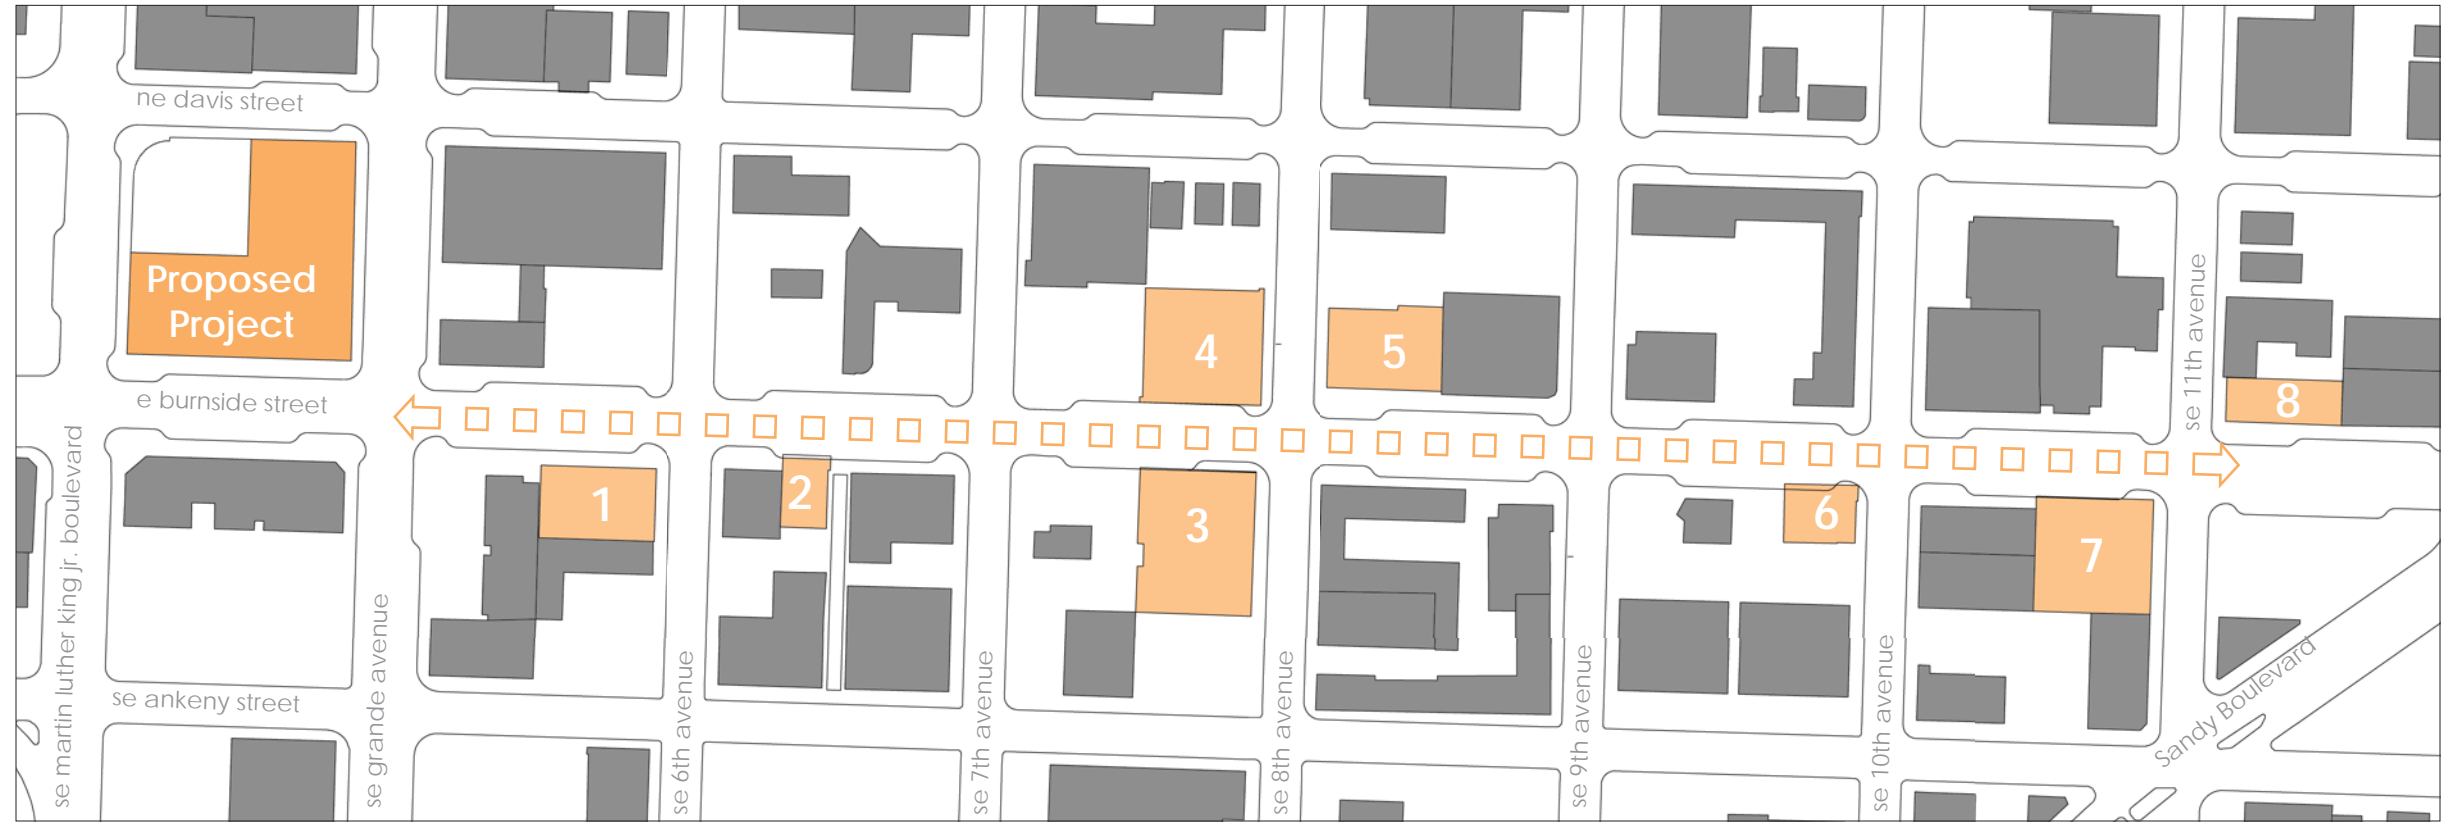 ne davis street
Proposed
Project
4
5
8
e burnside street
1
2
3
6
7
se ankeny street
se martin luther king jr. boulevard
se grande avenue
se 6th avenue
se 7th avenue
se 8th avenue
se 9th avenue
se 10th avenue
se 11th avenue
Sandy Boulevard